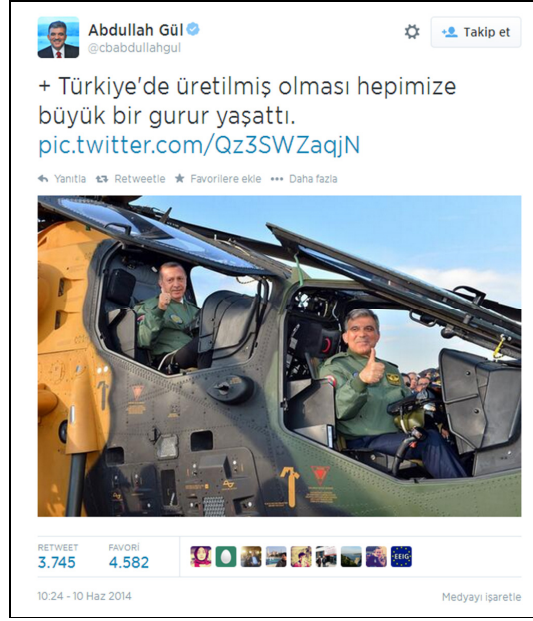 Abdullah Gül
@cbabdullahgul
Takip et
+ Türkiye'de üretilmiş olması hepimize
büyük bir gurur yaşattı.
pic.twitter.com/Qz3SWZaqjN
Yanıtla Retweetle Favorilere ekle Daha fazla
RETWEET FAVORİ
3.745 4.582
EEIG
10:24 - 10 Haz 2014 Medyayı işaretle